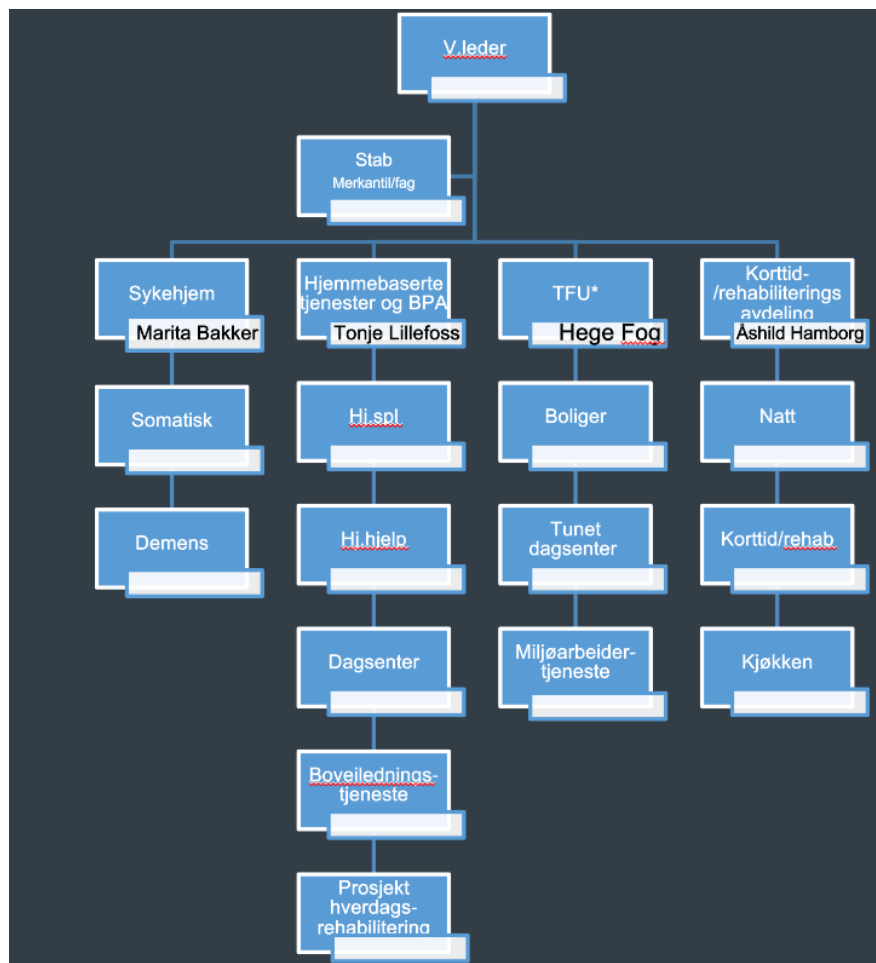 V.leder
Stab
Merkantil/fag
Sykehjem
Marita Bakker
Hjemmebaserte
tjenester og BPA
Tonje Lillefoss
TFU*
Hege Fog
Korttid-
/rehabiliterings
avdeling
Åshild Hamborg
Somatisk
Hj.spl
Boliger
Natt
Demens
Hj.hjelp
Tunet
dagsenter
Korttid/rehab
Dagsenter
Miljøarbeider-
tjeneste
Kjøkken
Boveilednings-
tjeneste
Prosjekt
hverdags-
rehabilitering